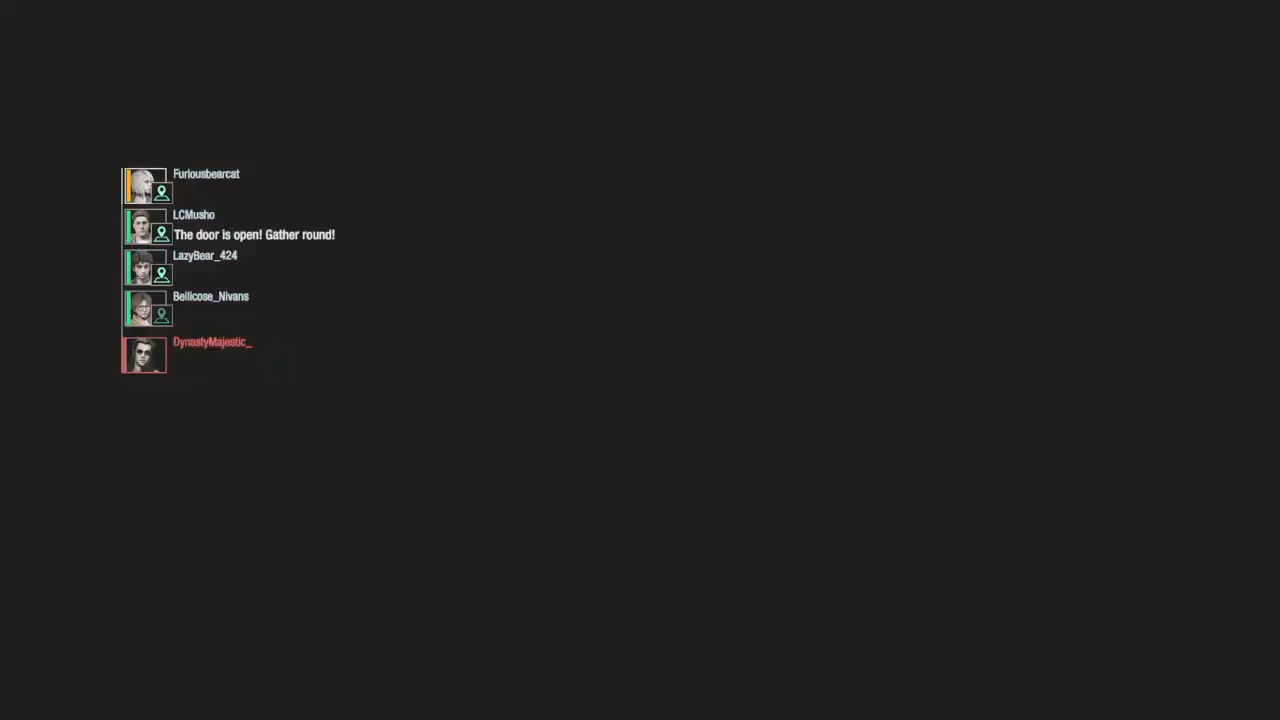 Furiousbearcat
LCMusho
The door is open! Gather round!
LazyBear_424
Bellicose_Nivans
DynastyMajestic_